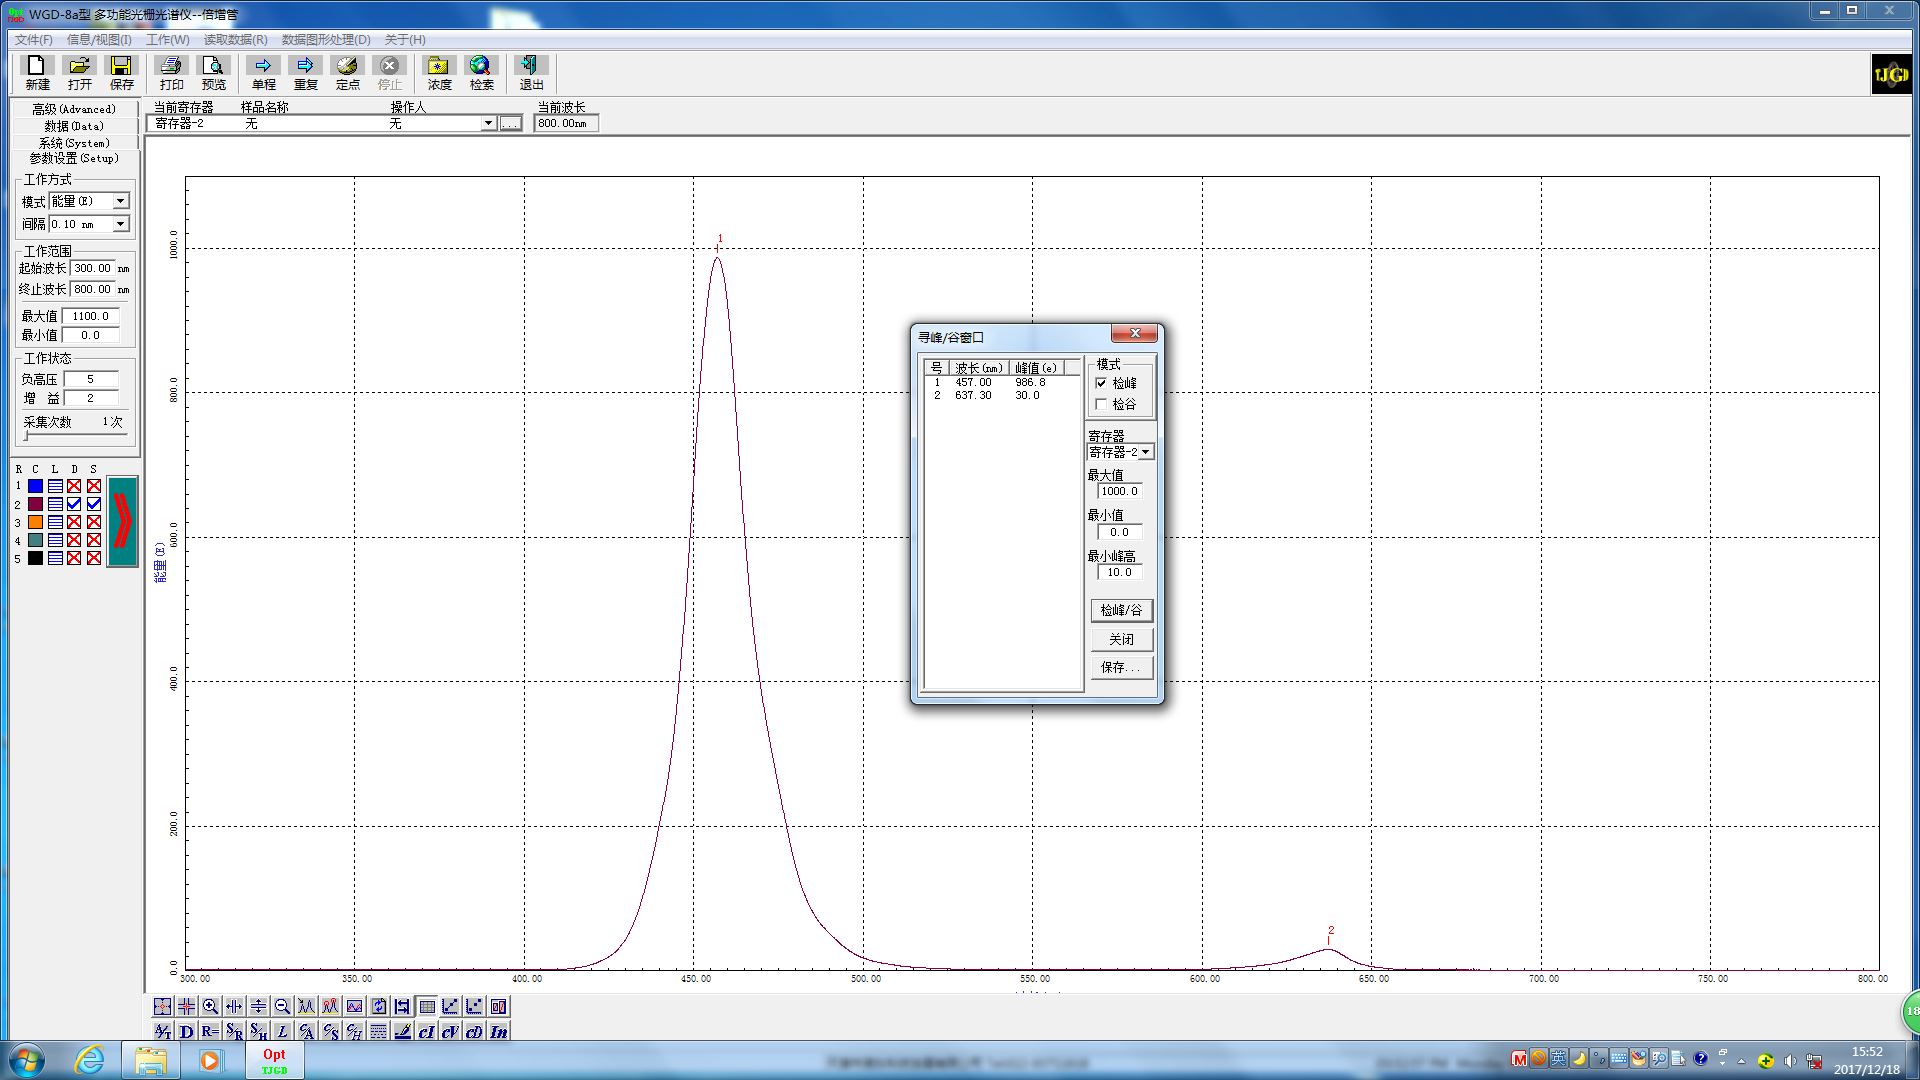 WGD-8a型 多功能光栅光谱仪--倍增管
文件(F) 信息/视图(I) 工作(W) 读取数据(R) 数据图形处理(D) 关于(H)
新建 打开 保存 打印 预览 单程 重复 定点 停止 浓度 检索 退出
TJGD
高级(Advanced)
数据(Data)
系统(System)
参数设置(Setup)
当前寄存器 样品名称 操作人 当前波长
寄存器-2 无 无 ... 800.00nm
工作方式
模式 能量(E)
间隔 0.10 nm
工作范围
起始波长 300.00 nm
终止波长 800.00 nm
最大值 1100.0
最小值 0.0
工作状态
负高压 5
增 益 2
采集次数 1次
R C L D S
1
2
3
4
5
能量(E)
1000.0
800.0
600.0
400.0
200.0
0.0
300.00 350.00 400.00 450.00 500.00 550.00 600.00 650.00 700.00 750.00 800.00
1
2
寻峰/谷窗口
号 波长(nm) 峰值(e)
1 457.00 986.8
2 637.30 30.0
模式
检峰
检谷
寄存器
寄存器-2
最大值
1000.0
最小值
0.0
最小峰高
10.0
检峰/谷
关闭
保存...
A/T D R= S/R S/H L C/A C/S C/H cI cV cD In
Opt
TJGD
英
18
15:52
2017/12/18